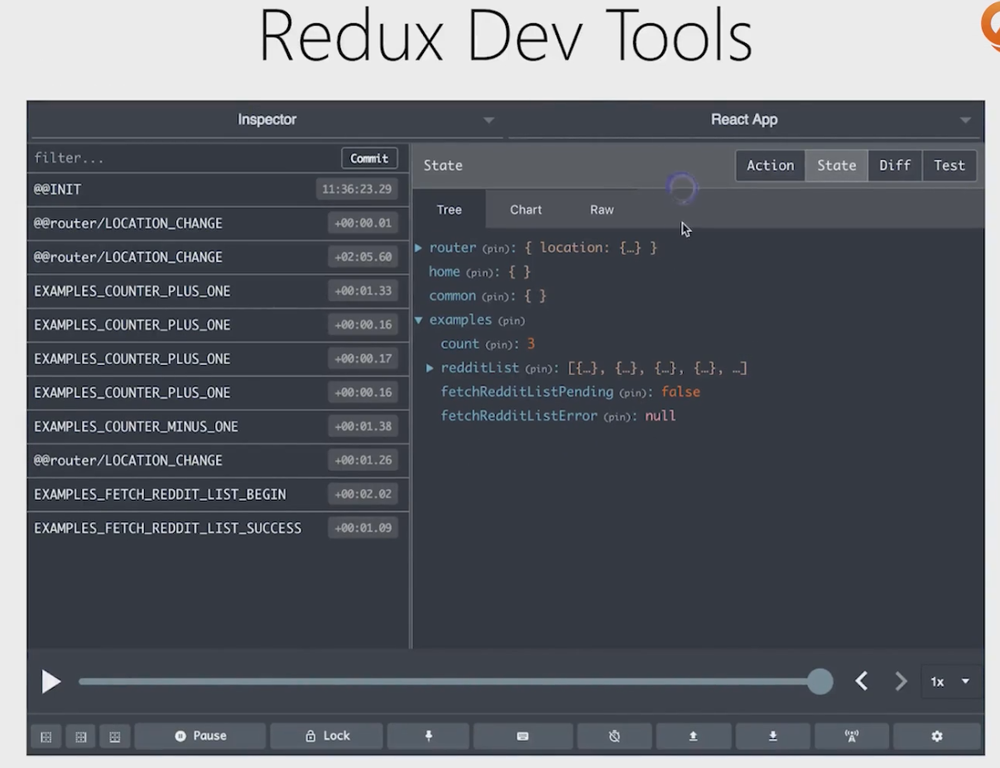 Redux Dev Tools
Inspector
React App
filter...
Commit
@@INIT 11:36:23.29
@@router/LOCATION_CHANGE +00:00.01
@@router/LOCATION_CHANGE +02:05.60
EXAMPLES_COUNTER_PLUS_ONE +00:01.33
EXAMPLES_COUNTER_PLUS_ONE +00:00.16
EXAMPLES_COUNTER_PLUS_ONE +00:00.17
EXAMPLES_COUNTER_PLUS_ONE +00:00.16
EXAMPLES_COUNTER_MINUS_ONE +00:01.38
@@router/LOCATION_CHANGE +00:01.26
EXAMPLES_FETCH_REDDIT_LIST_BEGIN +00:02.02
EXAMPLES_FETCH_REDDIT_LIST_SUCCESS +00:01.09
State
Action State Diff Test
Tree Chart Raw
router (pin): { location: {…} }
home (pin): { }
common (pin): { }
examples (pin)
count (pin): 3
redditList (pin): [{…}, {…}, {…}, {…}, …]
fetchRedditListPending (pin): false
fetchRedditListError (pin): null
1x
Pause Lock